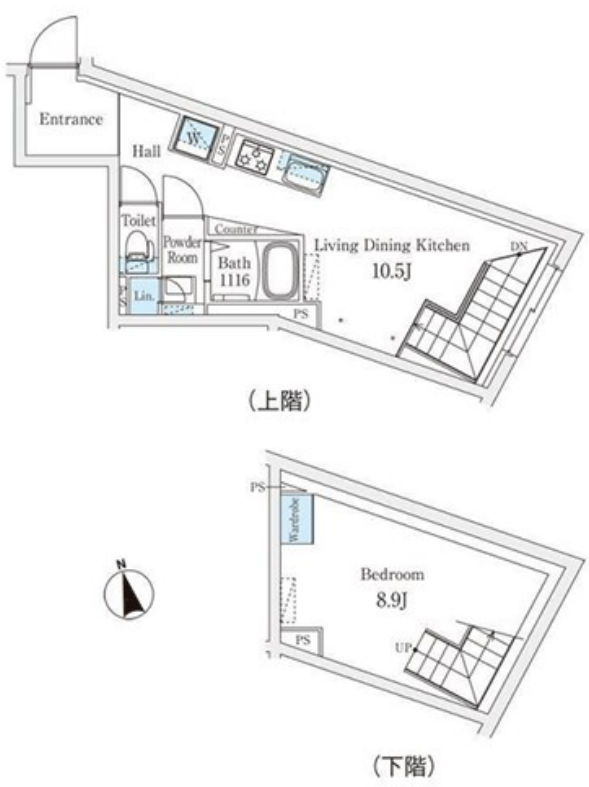 Entrance
Hall
W
PS
Toilet
Powder
Room
Counter
Bath
1116
Living Dining Kitchen
10.5J
DN
PS
Lin.
PS
（上階）
PS
Wardrobe
Bedroom
8.9J
N
PS
UP
（下階）